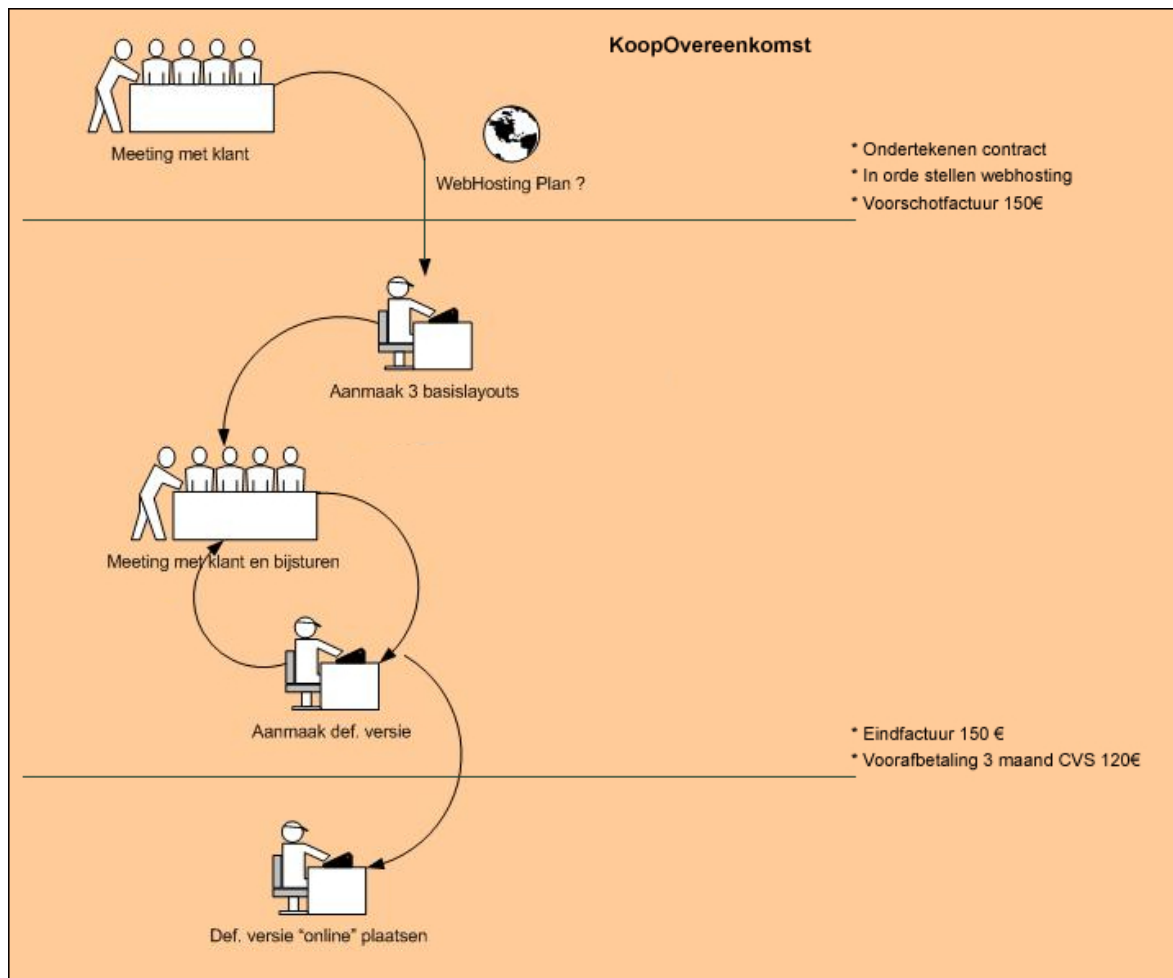 KoopOvereenkomst
Meeting met klant
WebHosting Plan ?
* Ondertekenen contract
* In orde stellen webhosting
* Voorschotfactuur 150€
Aanmaak 3 basislayouts
Meeting met klant en bijsturen
Aanmaak def. versie
* Eindfactuur 150 €
* Voorafbetaling 3 maand CVS 120€
Def. versie “online” plaatsen